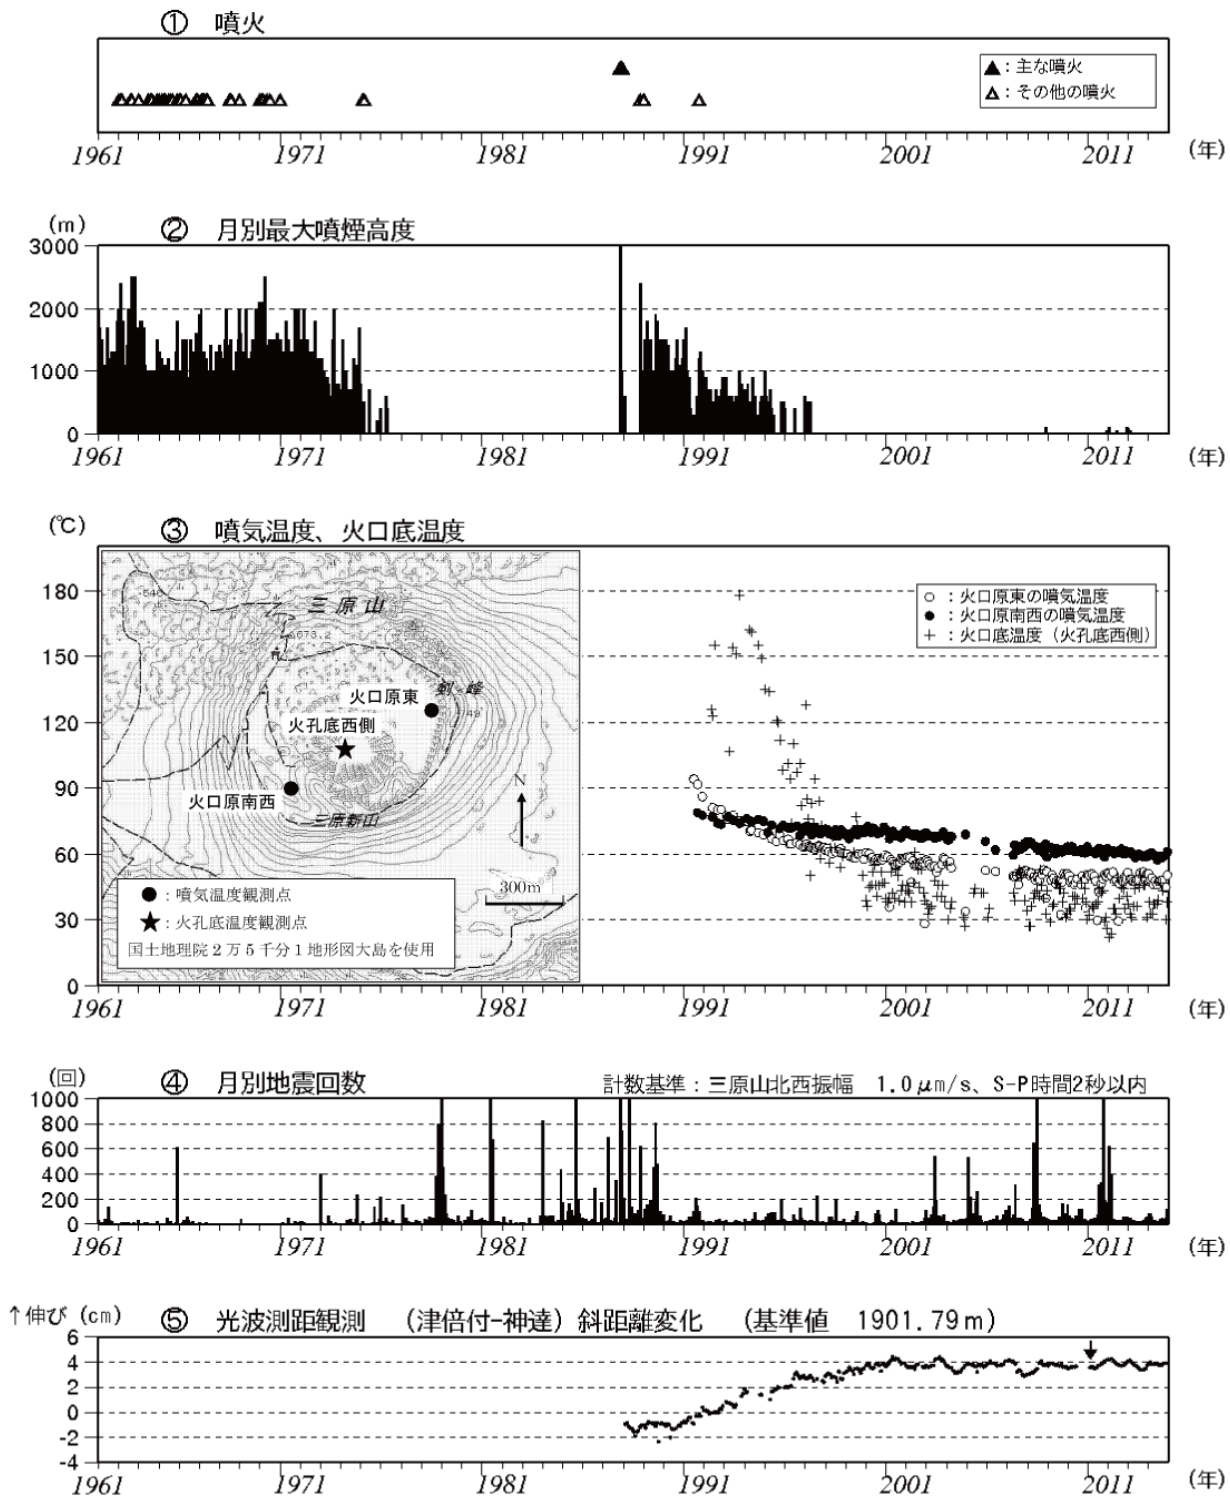 ① 噴火
▲：主な噴火
△：その他の噴火
1961 1971 1981 1991 2001 2011 (年)
(m)
② 月別最大噴煙高度
3000
2000
1000
0
1961 1971 1981 1991 2001 2011 (年)
(℃)
③ 噴気温度、火口底温度
180
150
120
90
60
30
0
三原山
673.2
剣ヶ峰
749
火口原東
火孔底西側
火口原南西
三原新山
N
300m
●：噴気温度観測点
★：火孔底温度観測点
国土地理院２万５千分１地形図大島を使用
○：火口原東の噴気温度
●：火口原南西の噴気温度
＋：火口底温度（火孔底西側）
1961 1971 1981 1991 2001 2011 (年)
(回)
④ 月別地震回数
計数基準：三原山北西振幅　1.0μm/s、S-P時間2秒以内
1000
800
600
400
200
0
1961 1971 1981 1991 2001 2011 (年)
↑伸び(cm)
⑤ 光波測距観測　（津倍付-神達）斜距離変化　（基準値　1901.79m）
6
4
2
0
-2
-4
1961 1971 1981 1991 2001 2011 (年)